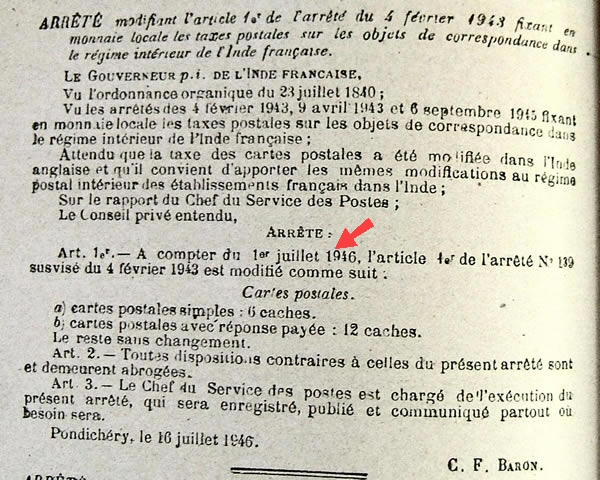 ARRÊTÉ modifiant l'article 1er de l'arrêté du 4 février 1943 fixant en
monnaie locale les taxes postales sur les objets de correspondance dans
le régime intérieur de l'Inde française.
LE GOUVERNEUR p.i. DE L'INDE FRANCAISE,
Vu l'ordonnance organique du 23 juillet 1840 ;
Vu les arrêtés des 4 février 1943, 9 avril 1943 et 6 septembre 1945 fixant
en monnaie locale les taxes postales sur les objets de correspondance dans
le régime intérieur de l'Inde française ;
Attendu que la taxe des cartes postales a été modifiée dans l'Inde
anglaise et qu'il convient d'apporter les mêmes modifications au régime
postal intérieur des établissements français dans l'Inde ;
Sur le rapport du Chef du Service des Postes ;
Le Conseil privé entendu,
ARRÊTE :
Art. 1er.— A compter du 1er juillet 1946, l'article 1er de l'arrêté N° 139
susvisé du 4 février 1943 est modifié comme suit :
Cartes postales.
a) cartes postales simples : 6 caches.
b) cartes postales avec réponse payée : 12 caches.
Le reste sans changement.
Art. 2.— Toutes dispositions contraires à celles du présent arrêté sont
et demeurent abrogées.
Art. 3.— Le Chef du Service des postes est chargé de l'exécution du
présent arrêté, qui sera enregistré, publié et communiqué partout où
besoin sera.
Pondichéry, le 16 juillet 1946.
C. F. BARON.
ARRÊTÉ